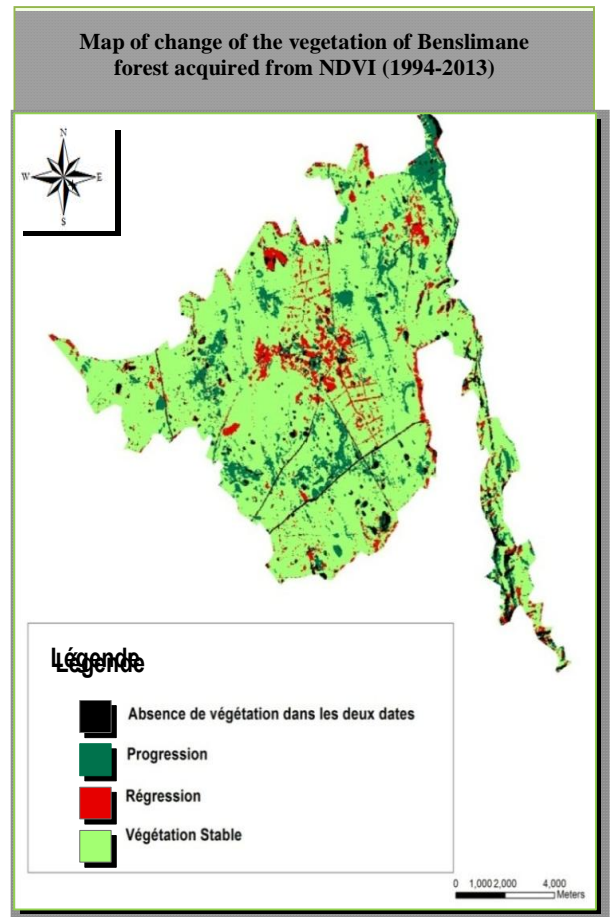 Map of change of the vegetation of Benslimane
forest acquired from NDVI (1994-2013)
N
W E
S
Légende
Légende
Absence de végétation dans les deux dates
Progression
Régression
Végétation Stable
0 1,000 2,000 4,000
Meters